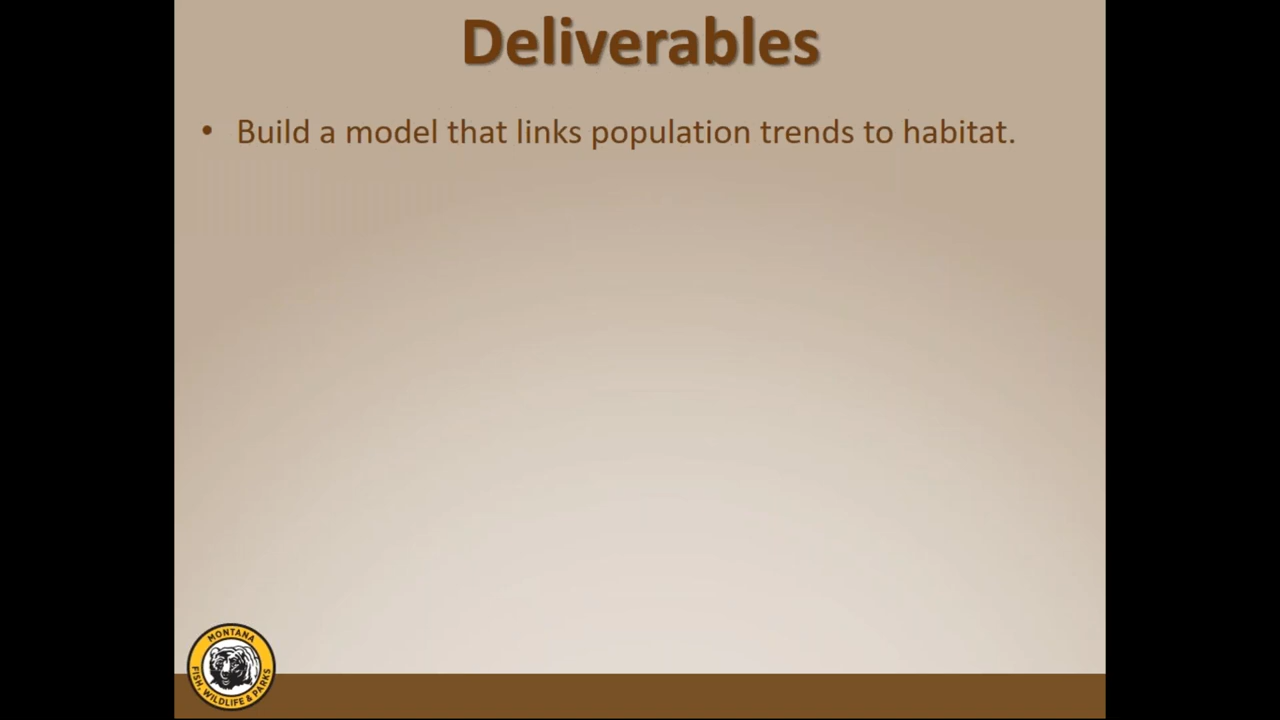 Deliverables
• Build a model that links population trends to habitat.
MONTANA
FISH, WILDLIFE & PARKS